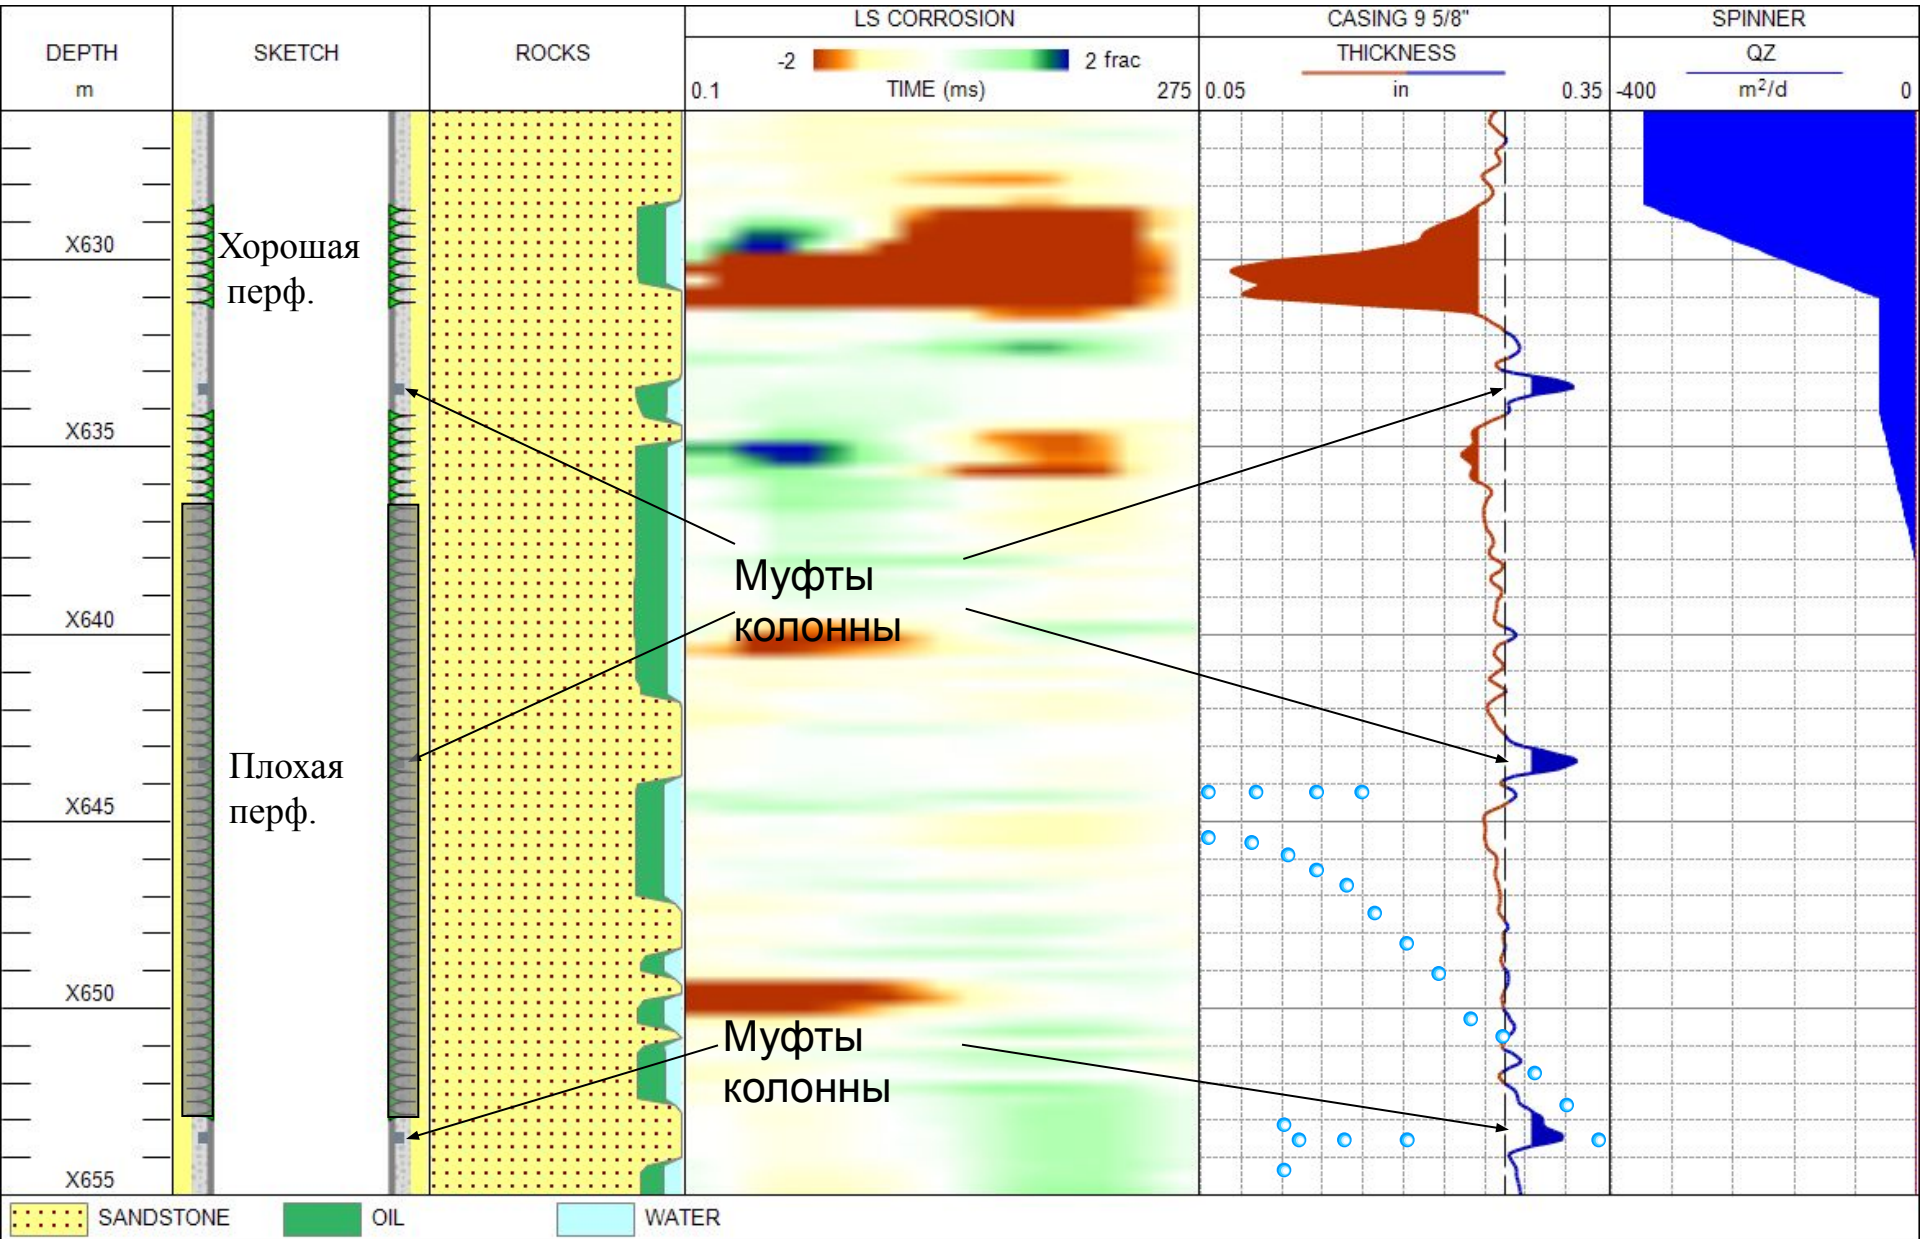 DEPTH
m
SKETCH
ROCKS
LS CORROSION
-2
2 frac
0.1
TIME (ms)
275
CASING 9 5/8"
THICKNESS
0.05
in
0.35
SPINNER
QZ
-400
m²/d
0
X630
X635
X640
X645
X650
X655
Хорошая
перф.
Плохая
перф.
Муфты
колонны
Муфты
колонны
SANDSTONE
OIL
WATER